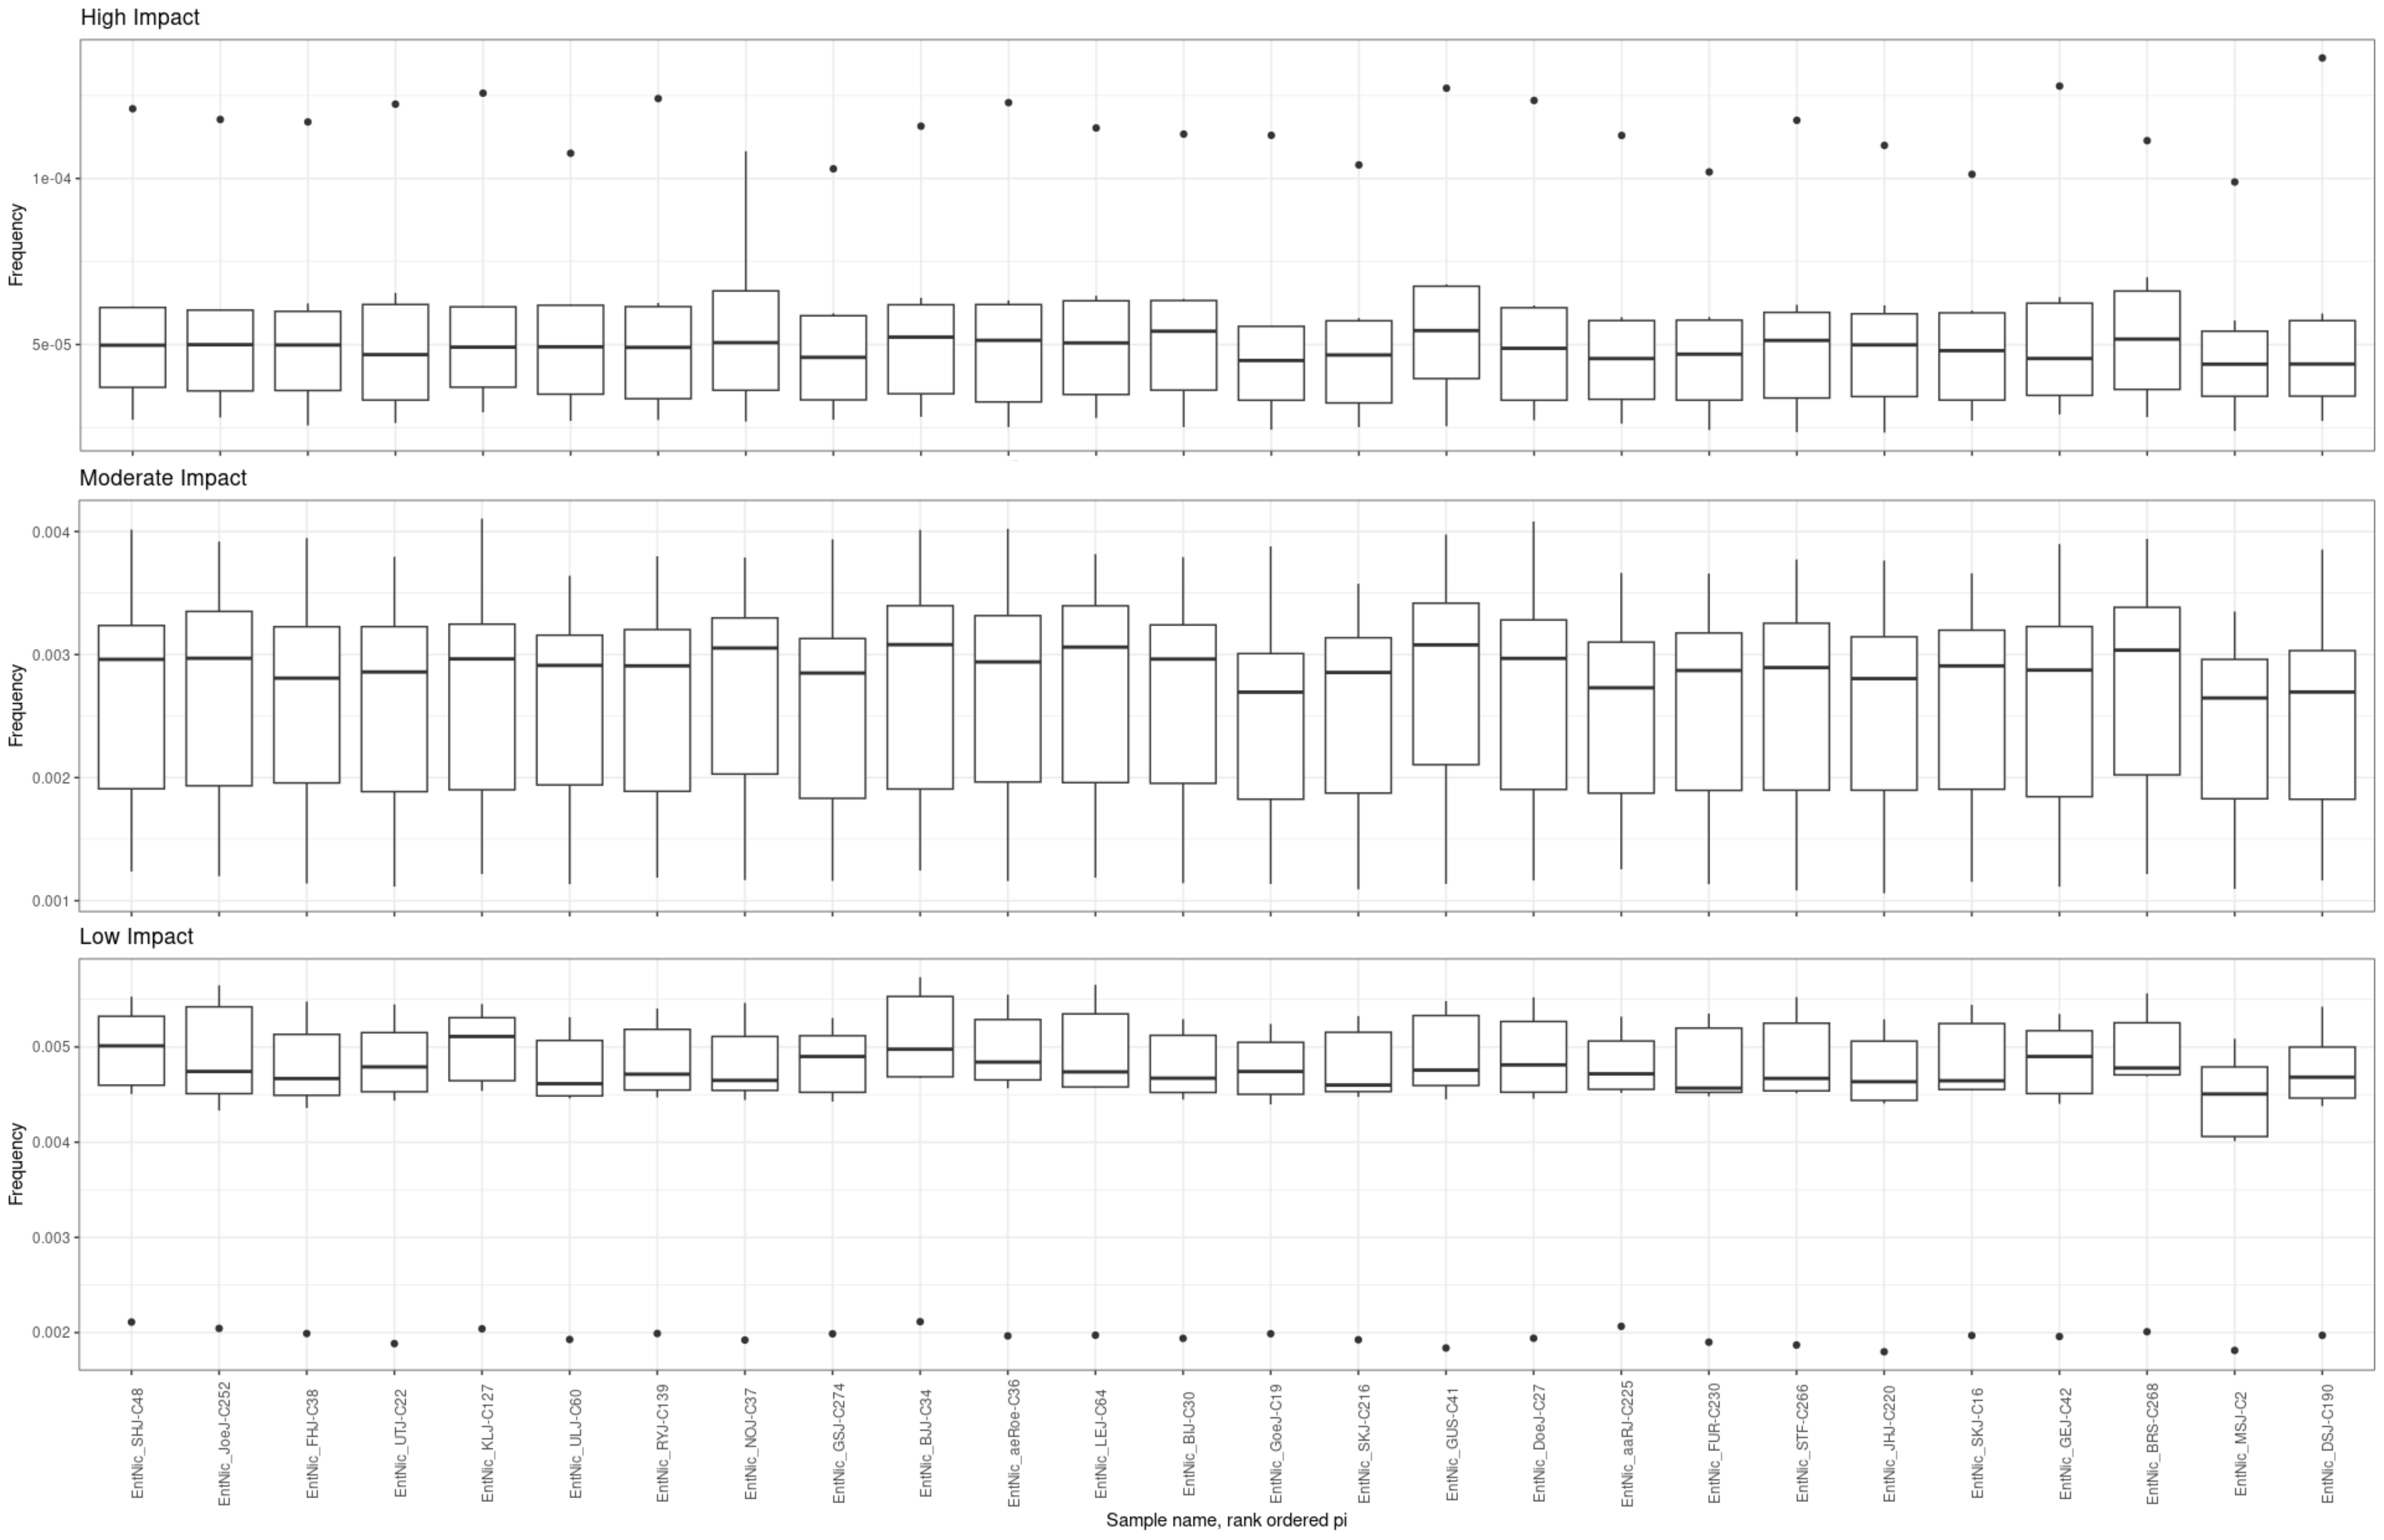 High Impact
Frequency
1e-04
5e-05
Moderate Impact
Frequency
0.004
0.003
0.002
0.001
Low Impact
Frequency
0.005
0.004
0.003
0.002
EntNic_SHJ-C48
EntNic_JoeJ-C252
EntNic_FHJ-C38
EntNic_UTJ-C22
EntNic_KLJ-C127
EntNic_ULJ-C60
EntNic_RYJ-C139
EntNic_NOJ-C37
EntNic_GSJ-C274
EntNic_BJJ-C34
EntNic_aeRoe-C36
EntNic_LEJ-C64
EntNic_BIJ-C30
EntNic_GoeJ-C19
EntNic_SKJ-C216
EntNic_GUS-C41
EntNic_DoeJ-C27
EntNic_aaRJ-C225
EntNic_FUR-C230
EntNic_STF-C266
EntNic_JHJ-C220
EntNic_SKJ-C16
EntNic_GEJ-C42
EntNic_BRS-C268
EntNic_MSJ-C2
EntNic_DSJ-C190
Sample name, rank ordered pi